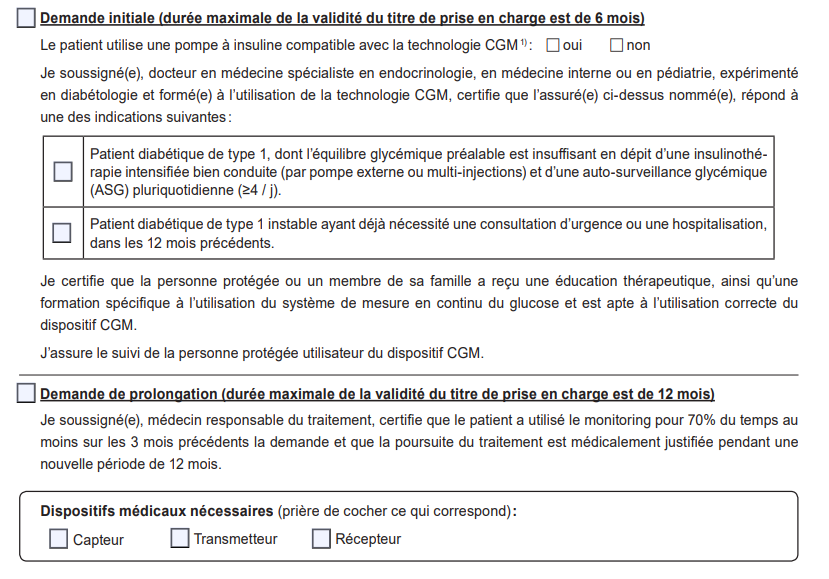 Demande initiale (durée maximale de la validité du titre de prise en charge est de 6 mois)
Le patient utilise une pompe à insuline compatible avec la technologie CGM 1) : oui non
Je soussigné(e), docteur en médecine spécialiste en endocrinologie, en médecine interne ou en pédiatrie, expérimenté
en diabétologie et formé(e) à l'utilisation de la technologie CGM, certifie que l'assuré(e) ci-dessus nommé(e), répond à
une des indications suivantes :
Patient diabétique de type 1, dont l'équilibre glycémique préalable est insuffisant en dépit d'une insulinothé-
rapie intensifiée bien conduite (par pompe externe ou multi-injections) et d'une auto-surveillance glycémique
(ASG) pluriquotidienne (≥4 / j).
Patient diabétique de type 1 instable ayant déjà nécessité une consultation d'urgence ou une hospitalisation,
dans les 12 mois précédents.
Je certifie que la personne protégée ou un membre de sa famille a reçu une éducation thérapeutique, ainsi qu'une
formation spécifique à l'utilisation du système de mesure en continu du glucose et est apte à l'utilisation correcte du
dispositif CGM.
J'assure le suivi de la personne protégée utilisateur du dispositif CGM.
Demande de prolongation (durée maximale de la validité du titre de prise en charge est de 12 mois)
Je soussigné(e), médecin responsable du traitement, certifie que le patient a utilisé le monitoring pour 70% du temps au
moins sur les 3 mois précédents la demande et que la poursuite du traitement est médicalement justifiée pendant une
nouvelle période de 12 mois.
Dispositifs médicaux nécessaires (prière de cocher ce qui correspond) :
Capteur Transmetteur Récepteur